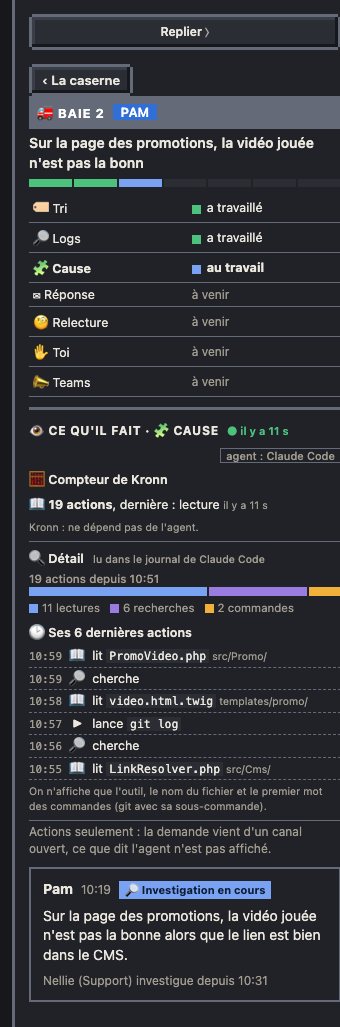 Replier ⟩
‹ La caserne
BAIE 2 PAM
Sur la page des promotions, la vidéo jouée
n'est pas la bonn
Tri a travaillé
Logs a travaillé
Cause au travail
Réponse à venir
Relecture à venir
Toi à venir
Teams à venir
CE QU'IL FAIT · CAUSE il y a 11 s
agent : Claude Code
Compteur de Kronn
19 actions, dernière : lecture il y a 11 s
Kronn : ne dépend pas de l'agent.
Détail lu dans le journal de Claude Code
19 actions depuis 10:51
11 lectures 6 recherches 2 commandes
Ses 6 dernières actions
10:59 lit PromoVideo.php src/Promo/
10:59 cherche
10:58 lit video.html.twig templates/promo/
10:57 lance git log
10:56 cherche
10:55 lit LinkResolver.php src/Cms/
On n'affiche que l'outil, le nom du fichier et le premier mot
des commandes (git avec sa sous-commande).
Actions seulement : la demande vient d'un canal
ouvert, ce que dit l'agent n'est pas affiché.
Pam 10:19 Investigation en cours
Sur la page des promotions, la vidéo jouée
n'est pas la bonne alors que le lien est bien
dans le CMS.
Nellie (Support) investigue depuis 10:31